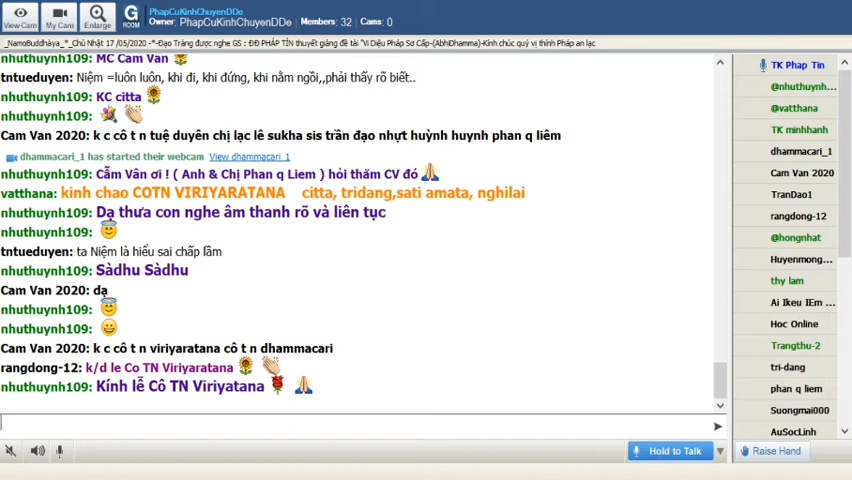 View Cam
My Cam
Enlarge
G ROOM
PhapCuKinhChuyenDDe
Owner: PhapCuKinhChuyenDDe Members: 32 Cams: 0
_NamoBuddhàya_*_Chủ Nhật 17 /05/2020 -*-Đạo Tràng được nghe GS : ĐĐ PHÁP TÍN thuyết giảng đề tài "Vi Diệu Pháp Sơ Cấp-(AbhiDhamma)-Kính chúc quý vị thính Pháp an lạc
nhuthuynh109: MC Cam Van
tntueduyen: Niệm =luôn luôn, khi đi, khi đứng, khi nằm ngồi,,phải thấy rõ biết..
nhuthuynh109: KC citta
nhuthuynh109:
Cam Van 2020: k c cô t n tuệ duyên chị lạc lê sukha sis trần đạo nhựt huỳnh huynh phan q liêm
dhammacari_1 has started their webcam View dhammacari_1
nhuthuynh109: Cẫm Vân ơi ! ( Anh & Chị Phan q Liem ) hỏi thăm CV đó
vatthana: kinh chao COTN VIRIYARATANA citta, tridang,sati amata, nghilai
nhuthuynh109: Dạ thưa con nghe âm thanh rõ và liên tục
nhuthuynh109:
tntueduyen: ta Niệm là hiểu sai chấp lầm
nhuthuynh109: Sàdhu Sàdhu
Cam Van 2020: dạ
nhuthuynh109:
nhuthuynh109:
Cam Van 2020: k c cô t n viriyaratana cô t n dhammacari
rangdong-12: k/d le Co TN Viriyaratana
nhuthuynh109: Kính lễ Cô TN Viriyatana
Hold to Talk
TK Phap Tin
@nhuthuynh...
@vatthana
TK minhhanh
dhammacari_1
Cam Van 2020
TranDao1
rangdong-12
@hongnhat
Huyenmong...
thy lam
Ai Ikeu IEm ...
Hoc Online
Trangthu-2
tri-dang
phan q liem
Suongmai000
AuSocLinh
Raise Hand